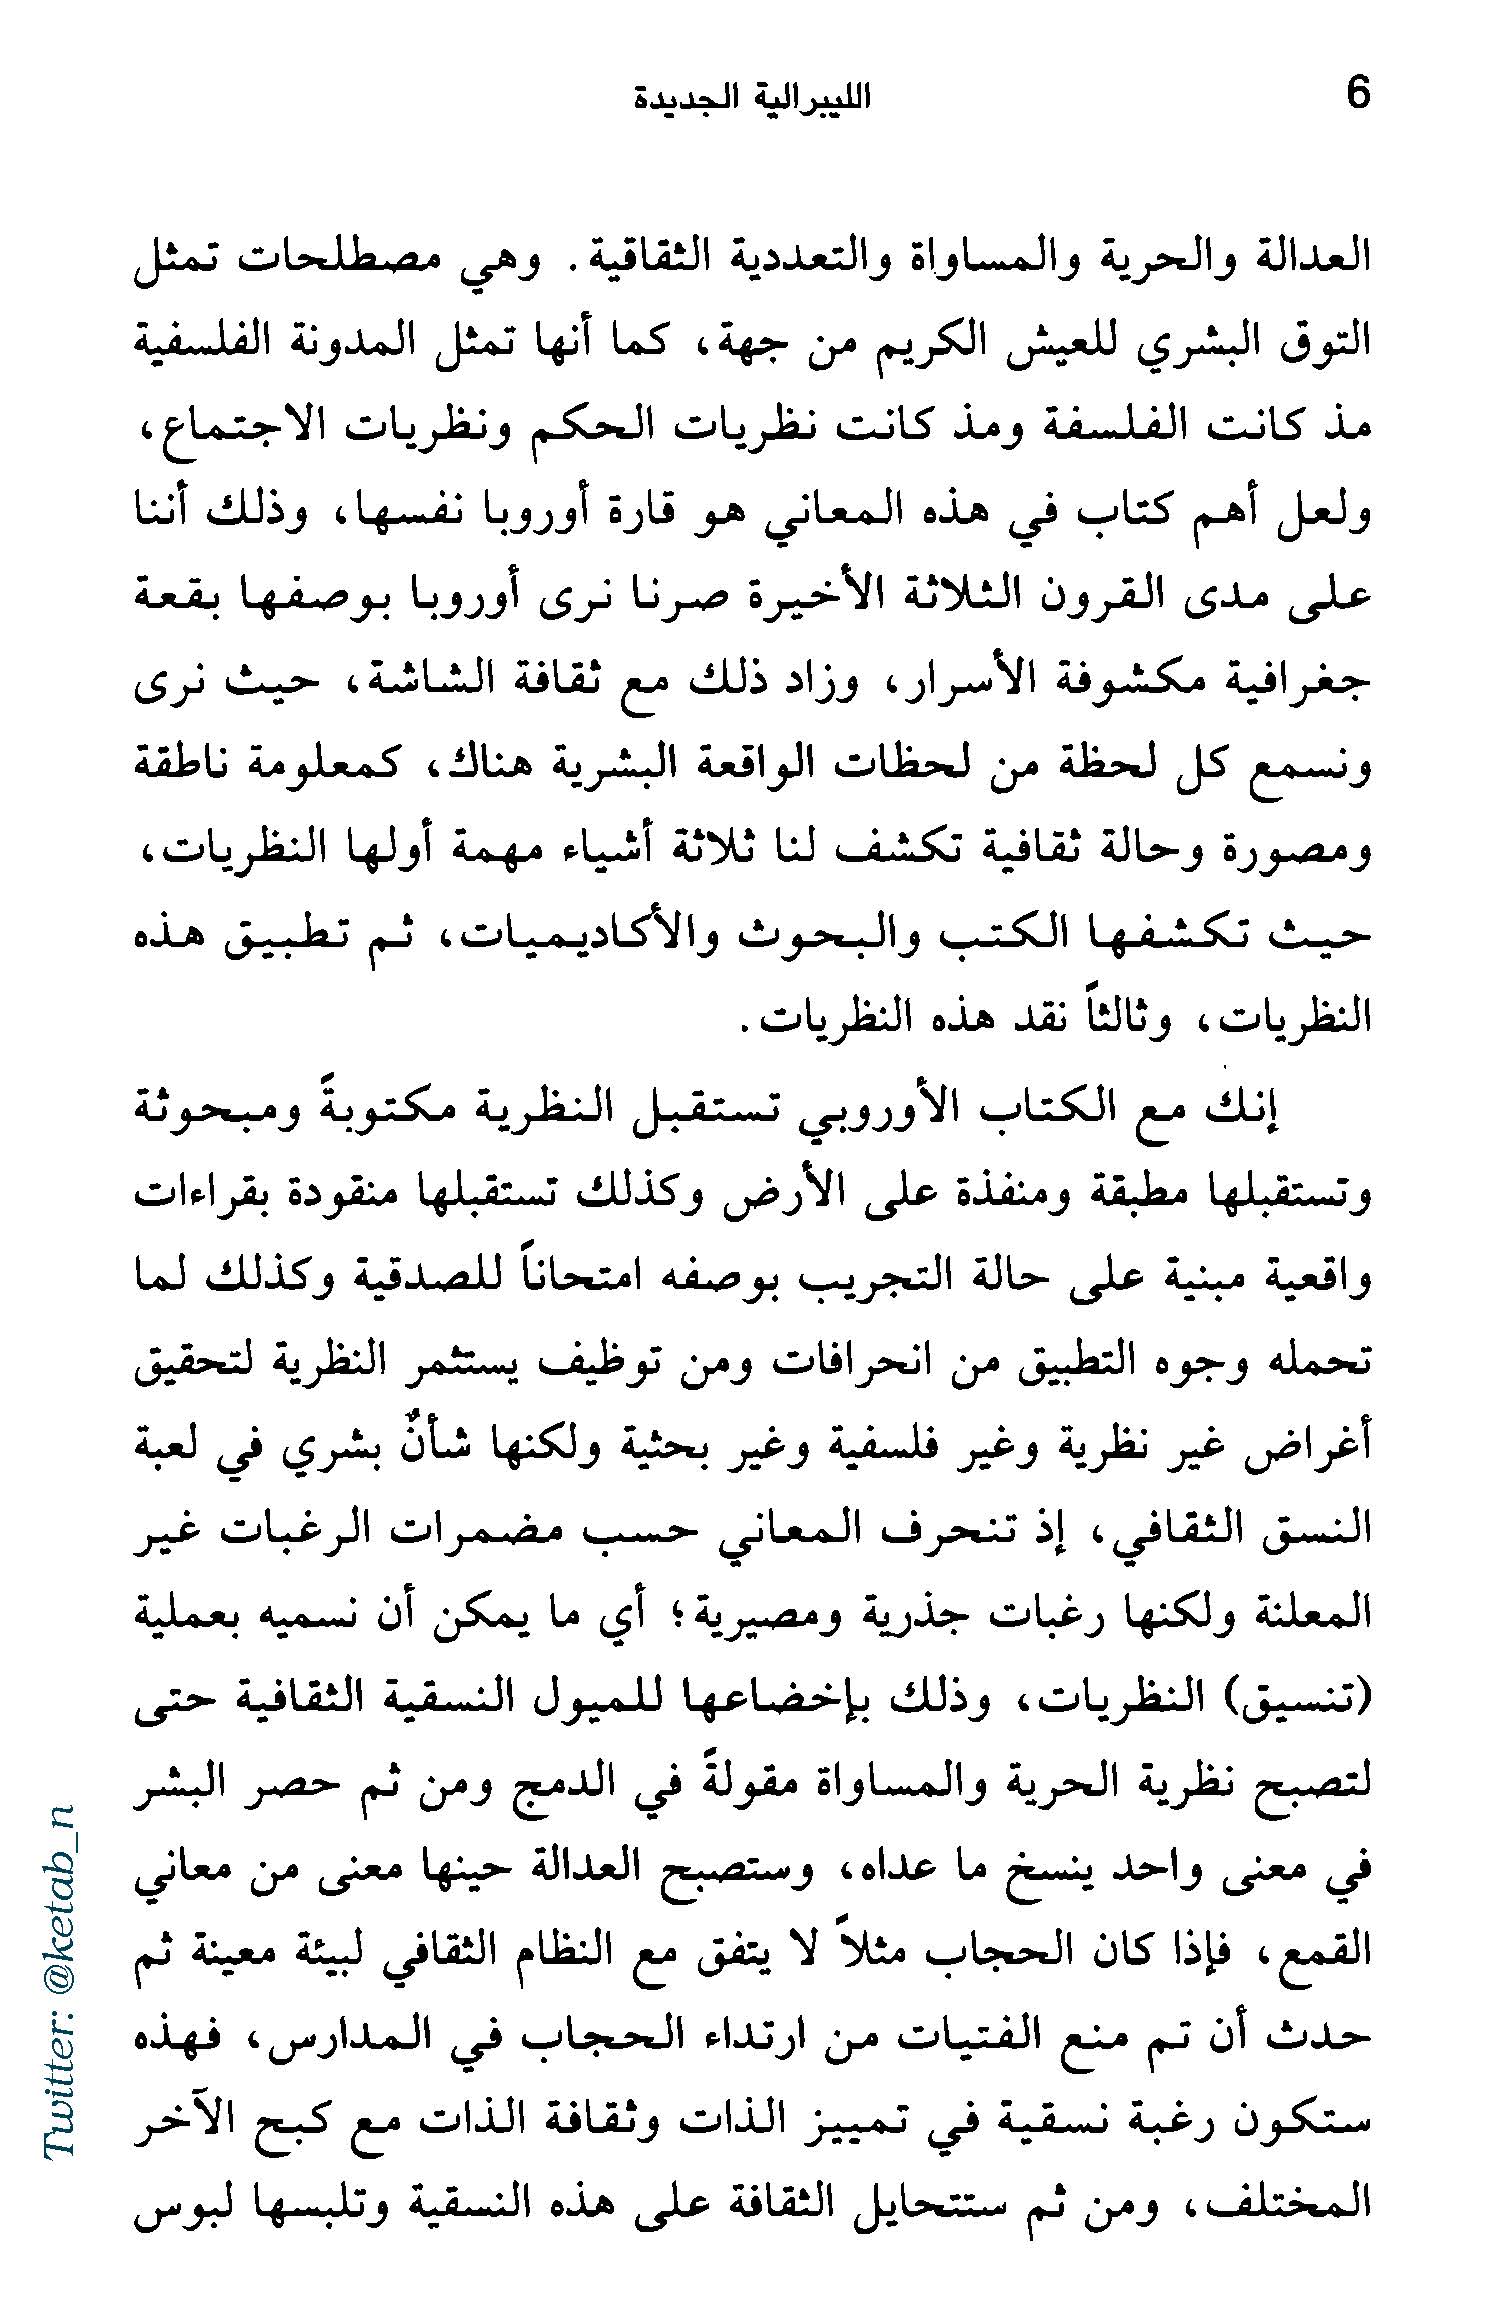 6
الليبرالية الجديدة
العدالة والحرية والمساواة والتعددية الثقاقية. وهي مصطلحات تمثل
التوق البشري للعيش الكريم من جهة، كما أنها تمثل المدونة الفلسفية
مذ كانت الفلسفة ومذ كانت نظريات الحكم ونظريات الاجتماع،
ولعل أهم كتاب في هذه المعاني هو قارة أوروبا نفسها، وذلك أننا
على مدى القرون الثلاثة الأخيرة صرنا نرى أوروبا بوصفها بقعة
جغرافية مكشوفة الأسرار، وزاد ذلك مع ثقافة الشاشة، حيث نرى
ونسمع كل لحظة من لحظات الواقعة البشرية هناك، كمعلومة ناطقة
ومصورة وحالة ثقافية تكشف لنا ثلاثة أشياء مهمة أولها النظريات،
حيث تكشفها الكتب والبحوث والأكاديميات، ثم تطبيق هذه
النظريات، وثالثاً نقد هذه النظريات.
إنك مع الكتاب الأوروبي تستقبل النظرية مكتوبةً ومبحوثة
وتستقبلها مطبقة ومنفذة على الأرض وكذلك تستقبلها منقودة بقراءات
واقعية مبنية على حالة التجريب بوصفه امتحاناً للصدقية وكذلك لما
تحمله وجوه التطبيق من انحرافات ومن توظيف يستثمر النظرية لتحقيق
أغراض غير نظرية وغير فلسفية وغير بحثية ولكنها شأنٌ بشري في لعبة
النسق الثقافي، إذ تنحرف المعاني حسب مضمرات الرغبات غير
المعلنة ولكنها رغبات جذرية ومصيرية؛ أي ما يمكن أن نسميه بعملية
(تنسيق) النظريات، وذلك بإخضاعها للميول النسقية الثقافية حتى
لتصبح نظرية الحرية والمساواة مقولةً في الدمج ومن ثم حصر البشر
في معنى واحد ينسخ ما عداه، وستصبح العدالة حينها معنى من معاني
القمع، فإذا كان الحجاب مثلاً لا يتفق مع النظام الثقافي لبيئة معينة ثم
حدث أن تم منع الفتيات من ارتداء الحجاب في المدارس، فهذه
ستكون رغبة نسقية في تمييز الذات وثقافة الذات مع كبح الآخر
المختلف، ومن ثم ستتحايل الثقافة على هذه النسقية وتلبسها لبوس
Twitter: @ketab_n